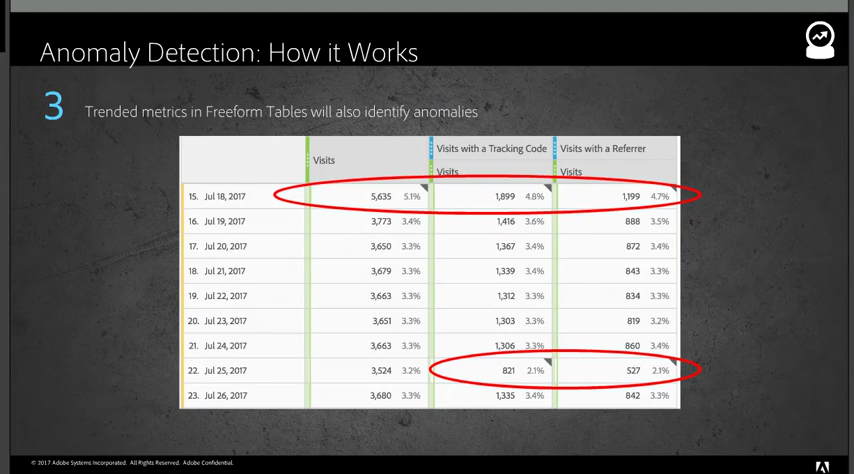 Anomaly Detection: How it Works
3 Trended metrics in Freeform Tables will also identify anomalies
Visits Visits with a Tracking Code Visits with a Referrer
Visits Visits
15. Jul 18, 2017 5,635 5.1% 1,899 4.8% 1,199 4.7%
16. Jul 19, 2017 3,773 3.4% 1,416 3.6% 888 3.5%
17. Jul 20, 2017 3,650 3.3% 1,367 3.4% 872 3.4%
18. Jul 21, 2017 3,679 3.3% 1,339 3.4% 843 3.3%
19. Jul 22, 2017 3,663 3.3% 1,312 3.3% 834 3.3%
20. Jul 23, 2017 3,651 3.3% 1,303 3.3% 819 3.2%
21. Jul 24, 2017 3,663 3.3% 1,306 3.3% 860 3.4%
22. Jul 25, 2017 3,524 3.2% 821 2.1% 527 2.1%
23. Jul 26, 2017 3,680 3.3% 1,335 3.4% 842 3.3%
© 2017 Adobe Systems Incorporated. All Rights Reserved. Adobe Confidential.